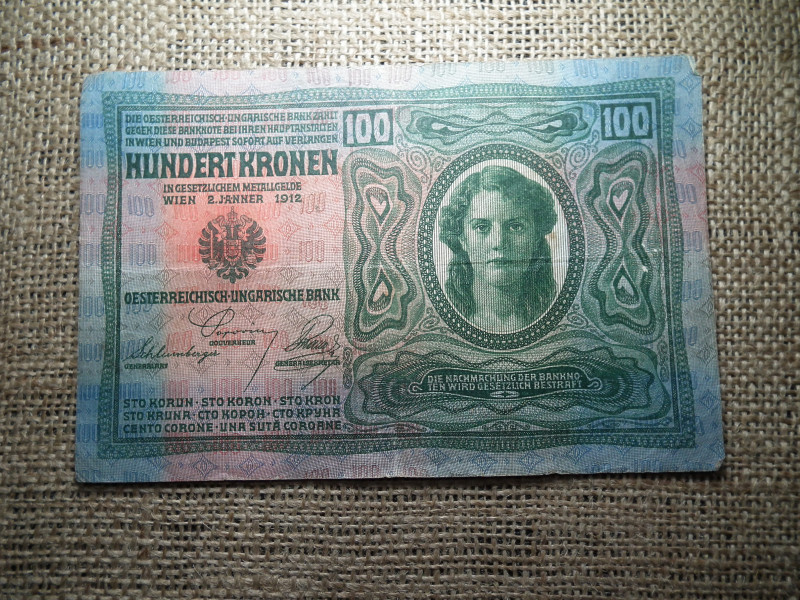 DIE OESTERREICHISCH-UNGARISCHE BANK ZAHLT
GEGEN DIESE BANKNOTE BEI IHREN HAUPTANSTALTEN
IN WIEN UND BUDAPEST SOFORT AUF VERLANGEN
HUNDERT KRONEN
IN GESETZLICHEM METALLGELDE
WIEN 2. JÄNNER 1912
OESTERREICHISCH-UNGARISCHE BANK
GOUVERNEUR
Schlumberger
GENERALRAT
GENERALSEKRETÄR
STO KORUN · STO KORON · STO KRON
STO KRUNA · СТО КОРОН · СТО КРУНА
CENTO CORONE · UNA SUTĂ COROANE
100
100
DIE NACHMACHUNG DER BANKNO-
TEN WIRD GESETZLICH BESTRAFT